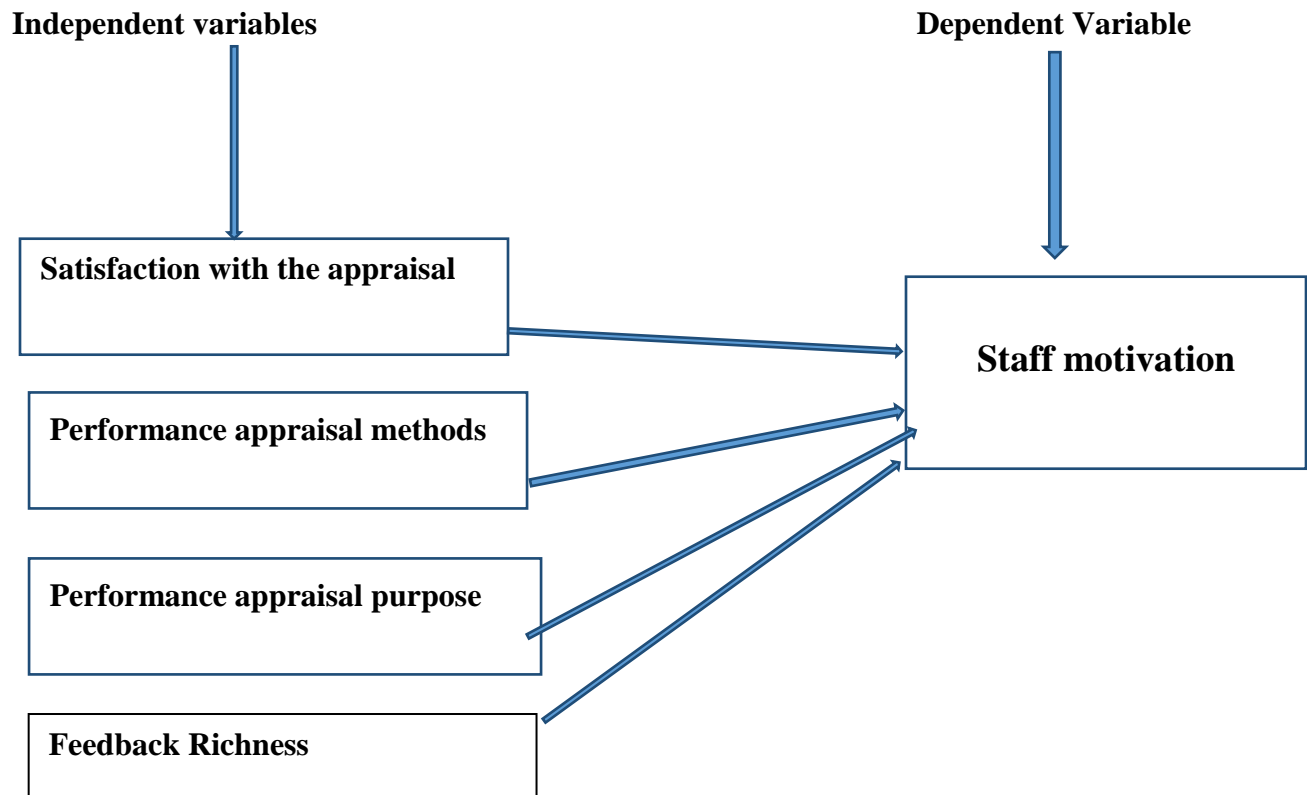 Independent variables
Dependent Variable
Satisfaction with the appraisal
Staff motivation
Performance appraisal methods
Performance appraisal purpose
Feedback Richness